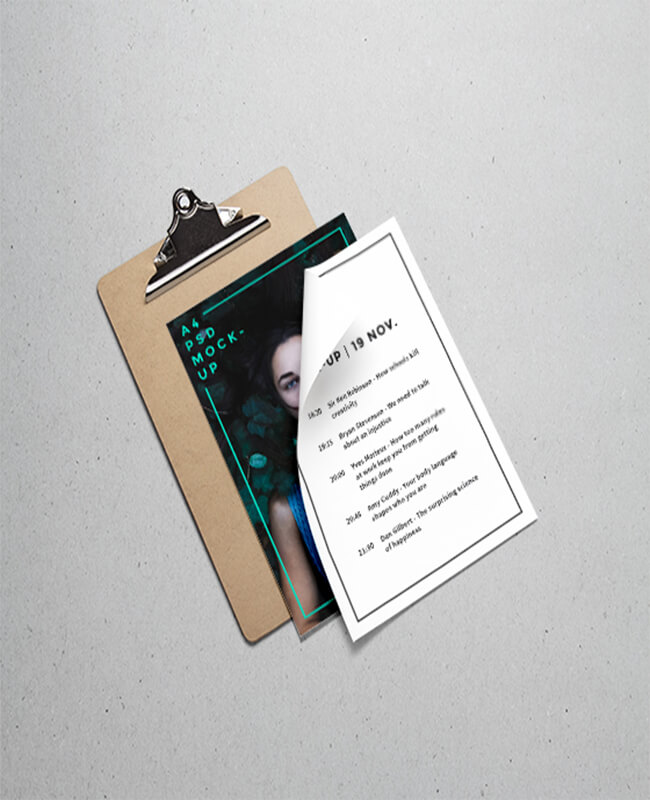 A4
PSD
MOCK-
UP
-UP | 19 NOV.
Sir Ken Robinson - How schools kill
creativity
19:15 Bryan Stevenson - We need to talk
about an injustice
20:00 Yves Morieux - How too many rules
at work keep you from getting
things done
20:45 Amy Cuddy - Your body language
shapes who you are
21:30 Dan Gilbert - The surprising science
of happiness